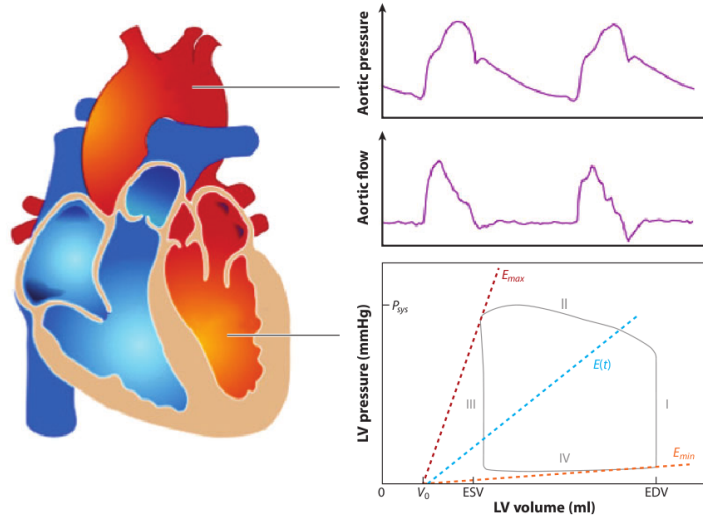 Aortic pressure
Aortic flow
LV pressure (mmHg)
P_sys
E_max
II
E(t)
III
I
IV
E_min
0
V_0
ESV
EDV
LV volume (ml)